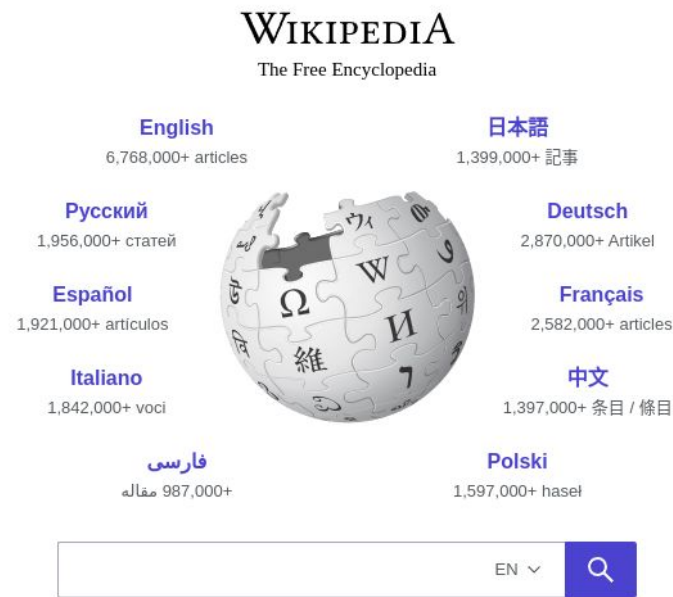 WIKIPEDIA
The Free Encyclopedia
English
6,768,000+ articles
日本語
1,399,000+ 記事
Русский
1,956,000+ статей
Deutsch
2,870,000+ Artikel
Español
1,921,000+ artículos
Français
2,582,000+ articles
Italiano
1,842,000+ voci
中文
1,397,000+ 条目 / 條目
فارسی
987,000+ مقاله
Polski
1,597,000+ haseł
Ω
W
ウィ
И
維
EN